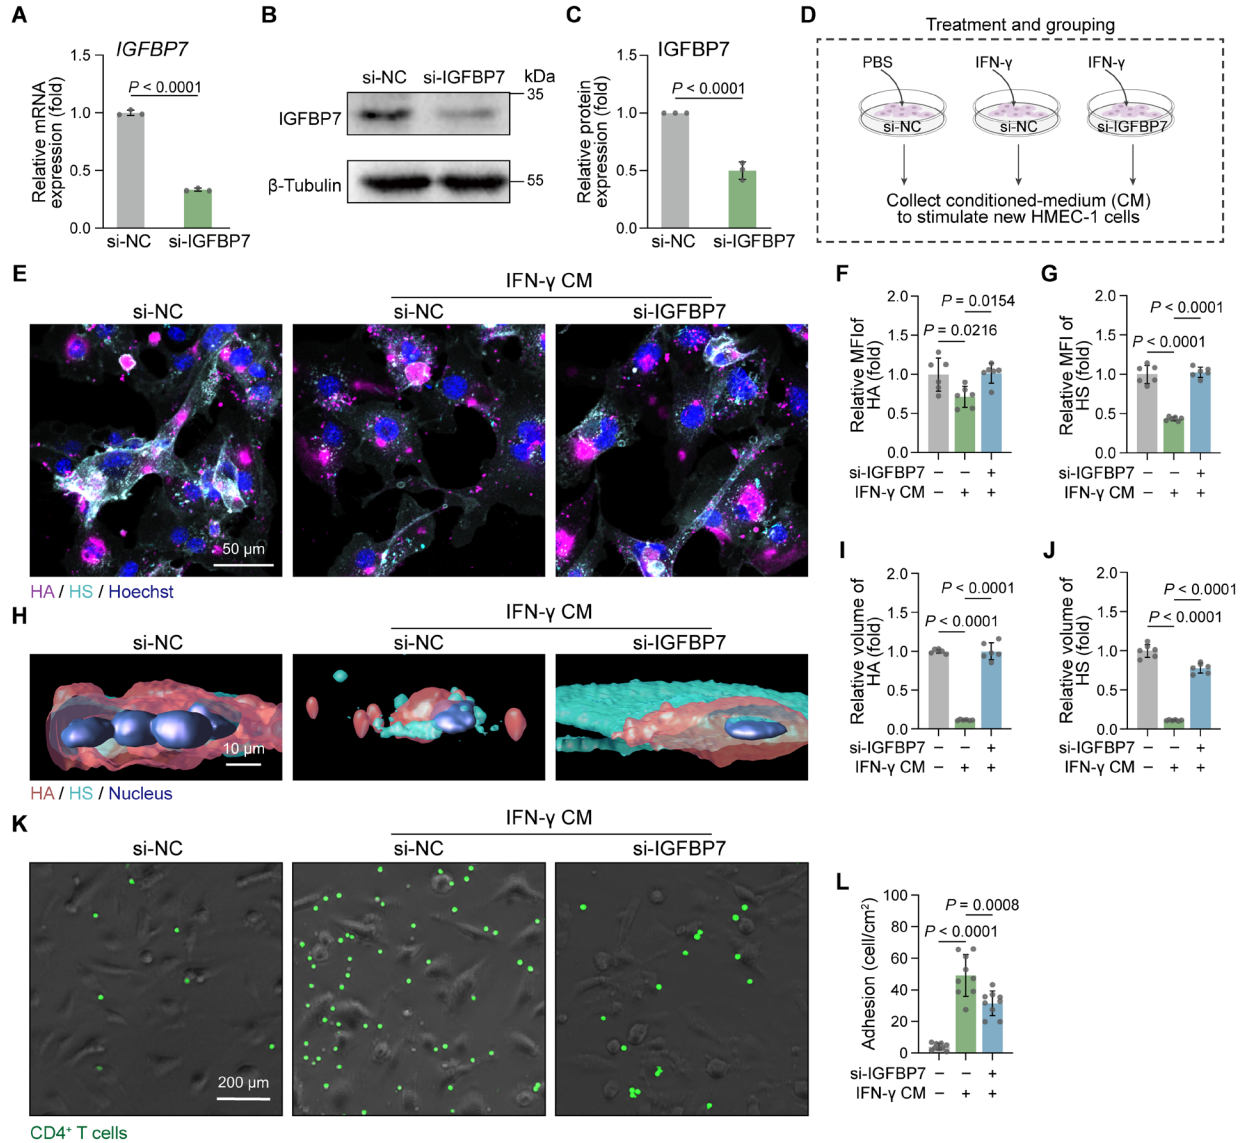 A
IGFBP7
Relative mRNA
expression (fold)
1.5
1.0
0.5
0.0
P < 0.0001
si-NC si-IGFBP7
B
si-NC si-IGFBP7 kDa
IGFBP7
35
β-Tubulin
55
C
IGFBP7
Relative protein
expression (fold)
1.5
1.0
0.5
0.0
P < 0.0001
si-NC si-IGFBP7
D
Treatment and grouping
PBS IFN-γ IFN-γ
si-NC si-NC si-IGFBP7
Collect conditioned-medium (CM)
to stimulate new HMEC-1 cells
E
IFN-γ CM
si-NC si-NC si-IGFBP7
50 μm
HA / HS / Hoechst
F
Relative MFIof
HA (fold)
2.0
1.5
1.0
0.5
0.0
P = 0.0154
P = 0.0216
si-IGFBP7 − − +
IFN-γ CM − + +
G
Relative MFI of
HS (fold)
2.0
1.5
1.0
0.5
0.0
P < 0.0001
P < 0.0001
si-IGFBP7 − − +
IFN-γ CM − + +
H
IFN-γ CM
si-NC si-NC si-IGFBP7
10 μm
HA / HS / Nucleus
I
Relative volume of
HA (fold)
2.0
1.5
1.0
0.5
0.0
P < 0.0001
P < 0.0001
si-IGFBP7 − − +
IFN-γ CM − + +
J
Relative volume of
HS (fold)
2.0
1.5
1.0
0.5
0.0
P < 0.0001
P < 0.0001
si-IGFBP7 − − +
IFN-γ CM − + +
K
IFN-γ CM
si-NC si-NC si-IGFBP7
200 μm
CD4⁺ T cells
L
Adhesion (cell/cm²)
100
80
60
40
20
0
P = 0.0008
P < 0.0001
si-IGFBP7 − − +
IFN-γ CM − + +